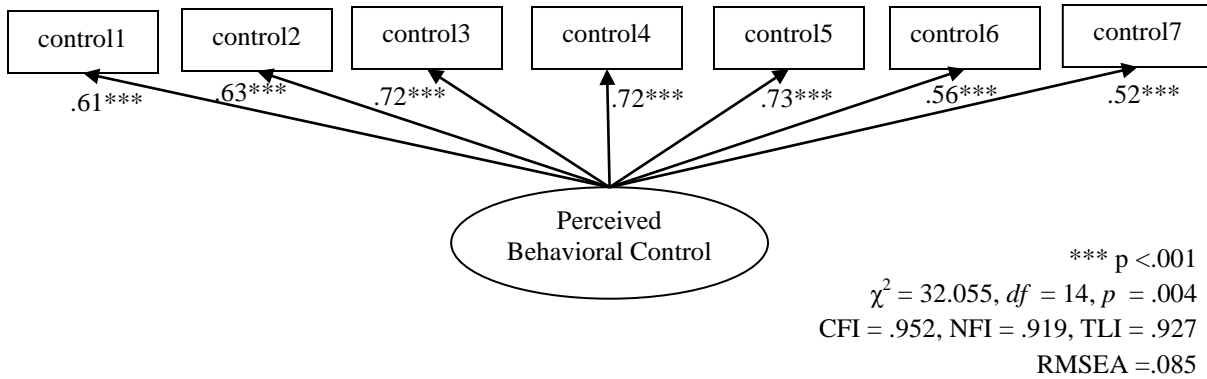 control1
control2
control3
control4
control5
control6
control7
.61***
.63***
.72***
.72***
.73***
.56***
.52***
Perceived
Behavioral Control
*** p <.001
χ² = 32.055, df = 14, p = .004
CFI = .952, NFI = .919, TLI = .927
RMSEA =.085